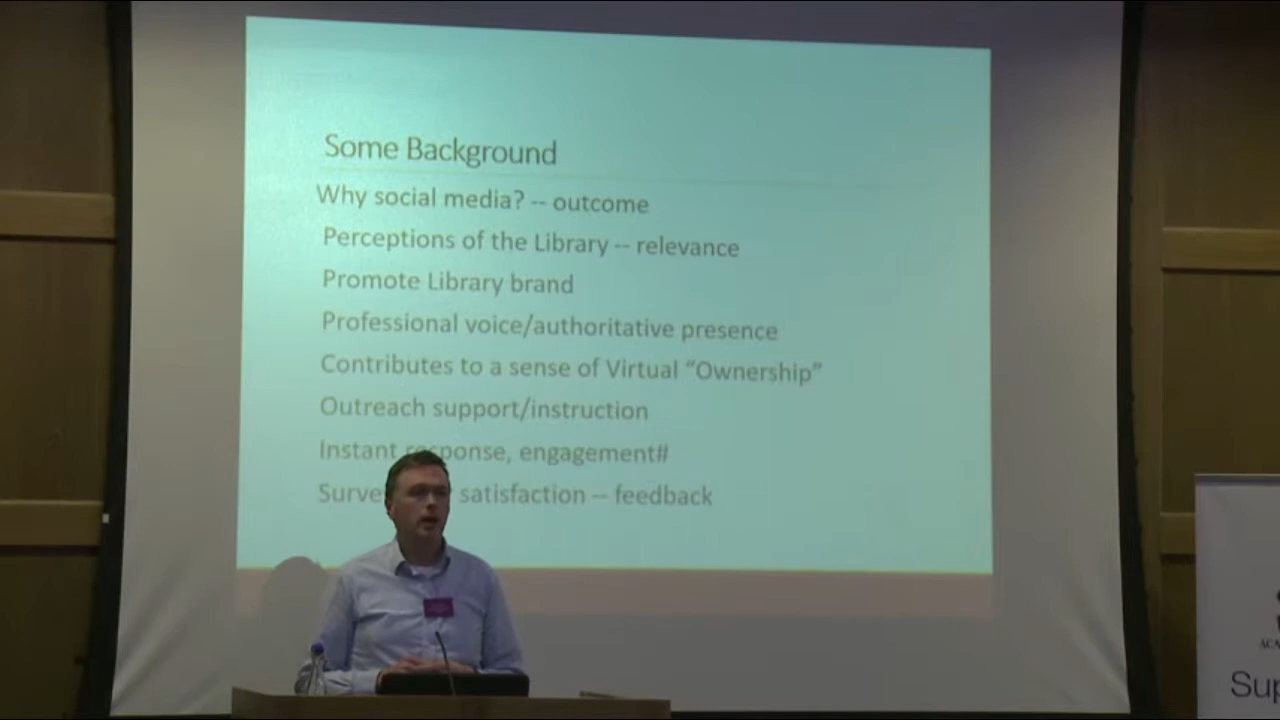 Some Background
Why social media? -- outcome
Perceptions of the Library -- relevance
Promote Library brand
Professional voice/authoritative presence
Contributes to a sense of Virtual “Ownership”
Outreach support/instruction
Instant response, engagement#
satisfaction -- feedback